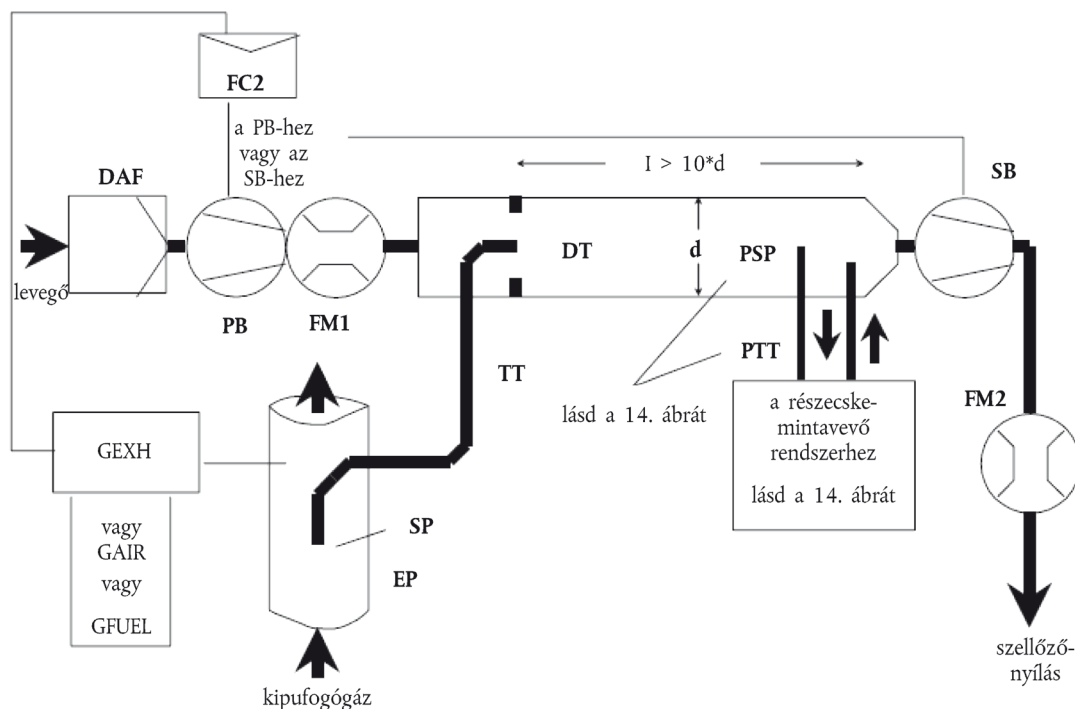 FC2
a PB-hez
vagy az
SB-hez
DAF
l > 10*d
SB
levegő
DT
d
PSP
PB
FM1
TT
PTT
lásd a 14. ábrát
a részecske-
mintavevő
rendszerhez
lásd a 14. ábrát
FM2
GEXH
vagy
GAIR
vagy
GFUEL
SP
EP
kipufogógáz
szellőző-
nyílás